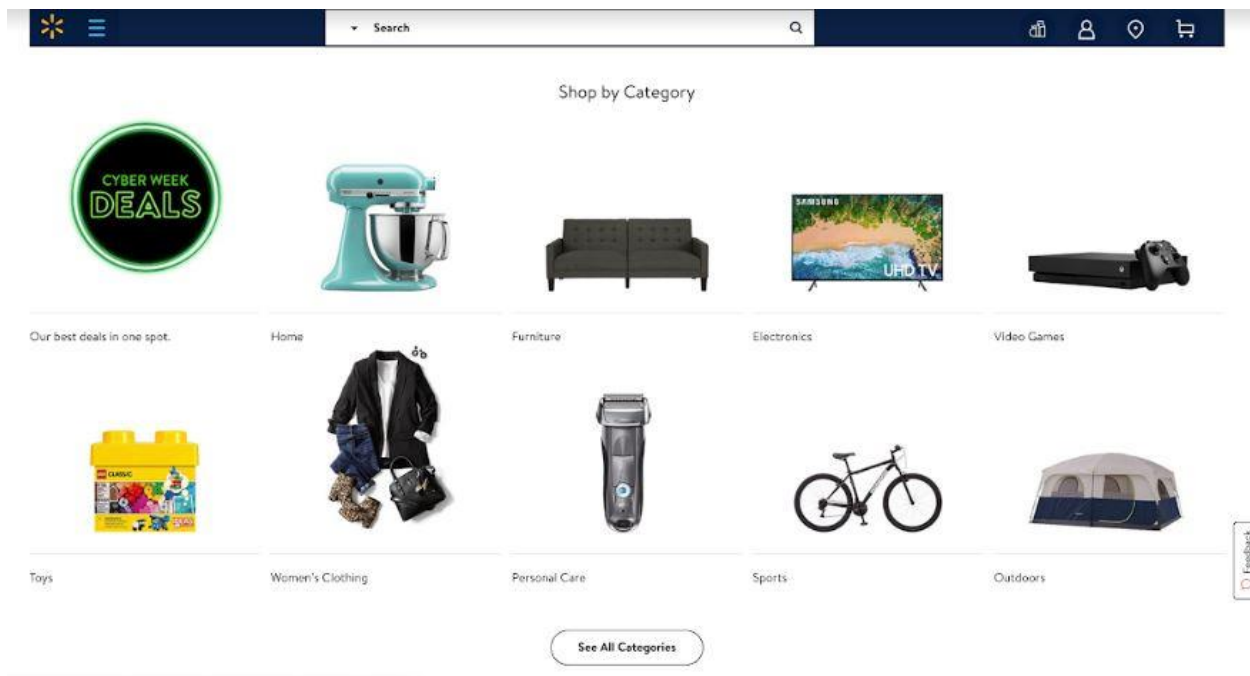 Search
Shop by Category
CYBER WEEK
DEALS
SAMSUNG
UHD TV
Our best deals in one spot.
Home
Furniture
Electronics
Video Games
CLASSIC
Toys
Women's Clothing
Personal Care
Sports
Outdoors
Feedback
See All Categories